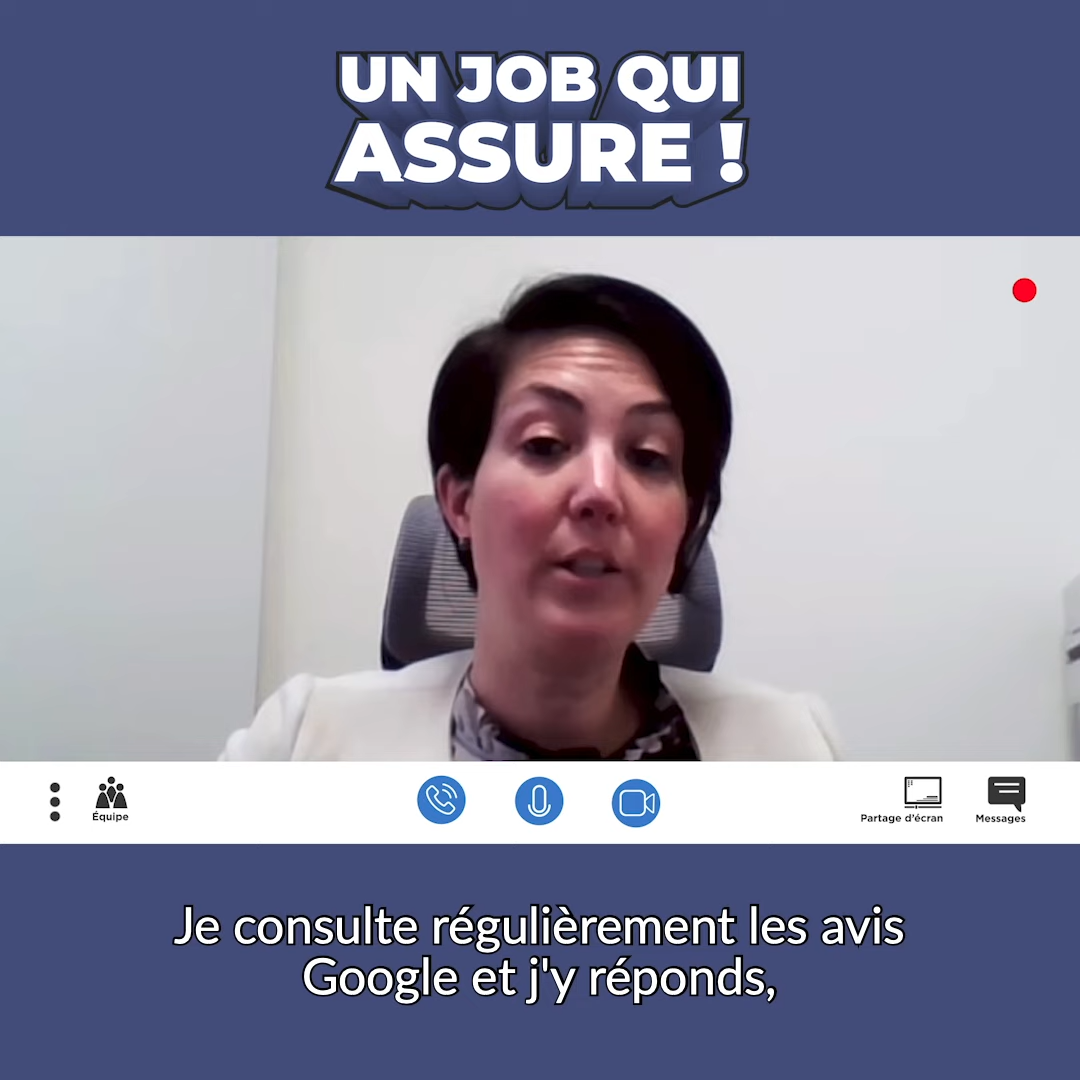 UN JOB QUI
ASSURE !
Équipe
Partage d'écran
Messages
Je consulte régulièrement les avis
Google et j'y réponds,